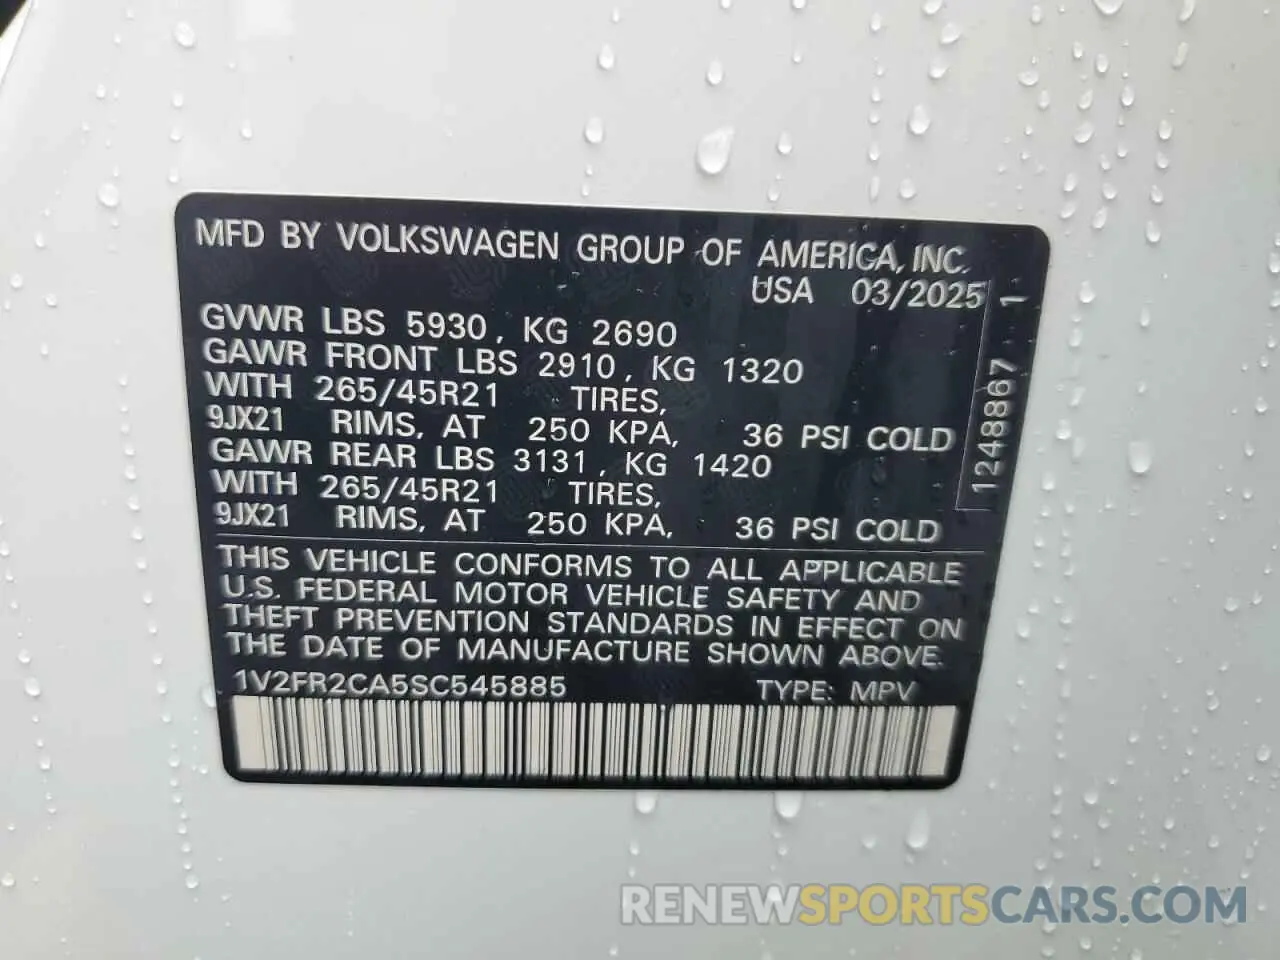 MFD BY VOLKSWAGEN GROUP OF AMERICA, INC.
USA 03/2025
GVWR LBS 5930, KG 2690
GAWR FRONT LBS 2910, KG 1320
WITH 265/45R21 TIRES,
9JX21 RIMS, AT 250 KPA, 36 PSI COLD
GAWR REAR LBS 3131, KG 1420
WITH 265/45R21 TIRES,
9JX21 RIMS, AT 250 KPA, 36 PSI COLD
1248867 1
THIS VEHICLE CONFORMS TO ALL APPLICABLE
U.S. FEDERAL MOTOR VEHICLE SAFETY AND
THEFT PREVENTION STANDARDS IN EFFECT ON
THE DATE OF MANUFACTURE SHOWN ABOVE.
1V2FR2CA5SC545885 TYPE: MPV
RENEWSPORTSCARS.COM